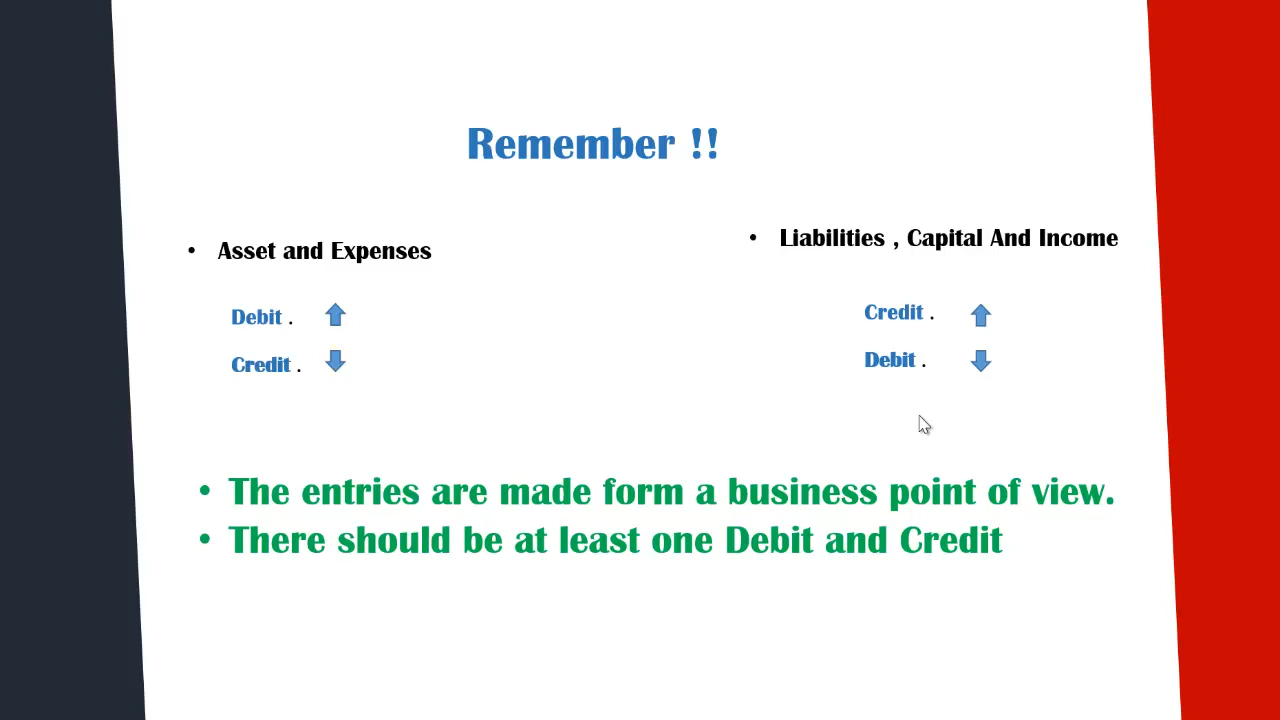 Remember !!
• Asset and Expenses
Debit .
Credit .
• Liabilities , Capital And Income
Credit .
Debit .
• The entries are made form a business point of view.
• There should be at least one Debit and Credit